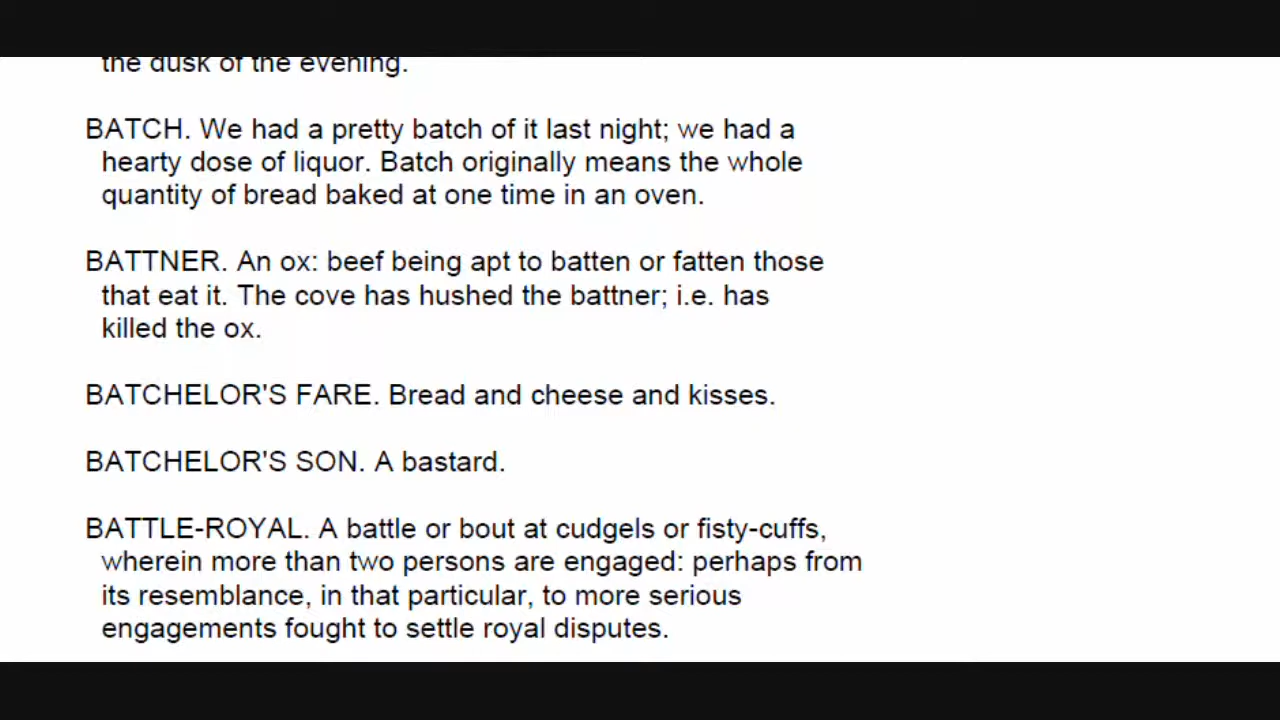 the dusk of the evening.
BATCH. We had a pretty batch of it last night; we had a
hearty dose of liquor. Batch originally means the whole
quantity of bread baked at one time in an oven.
BATTNER. An ox: beef being apt to batten or fatten those
that eat it. The cove has hushed the battner; i.e. has
killed the ox.
BATCHELOR'S FARE. Bread and cheese and kisses.
BATCHELOR'S SON. A bastard.
BATTLE-ROYAL. A battle or bout at cudgels or fisty-cuffs,
wherein more than two persons are engaged: perhaps from
its resemblance, in that particular, to more serious
engagements fought to settle royal disputes.